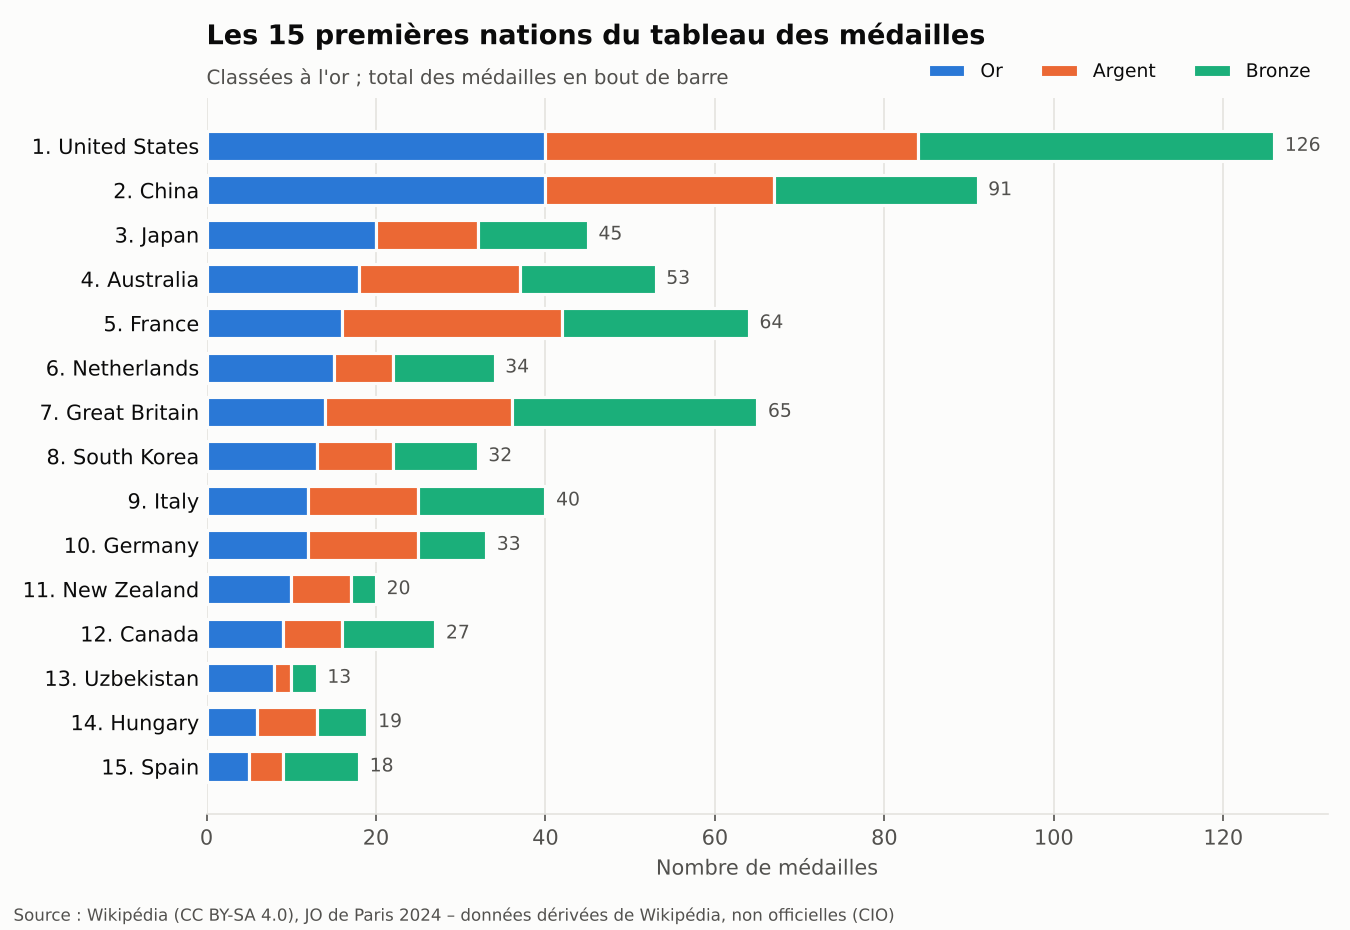 Les 15 premières nations du tableau des médailles
Classées à l'or ; total des médailles en bout de barre
Or Argent Bronze
1. United States 126
2. China 91
3. Japan 45
4. Australia 53
5. France 64
6. Netherlands 34
7. Great Britain 65
8. South Korea 32
9. Italy 40
10. Germany 33
11. New Zealand 20
12. Canada 27
13. Uzbekistan 13
14. Hungary 19
15. Spain 18
0 20 40 60 80 100 120
Nombre de médailles
Source : Wikipédia (CC BY-SA 4.0), JO de Paris 2024 – données dérivées de Wikipédia, non officielles (CIO)